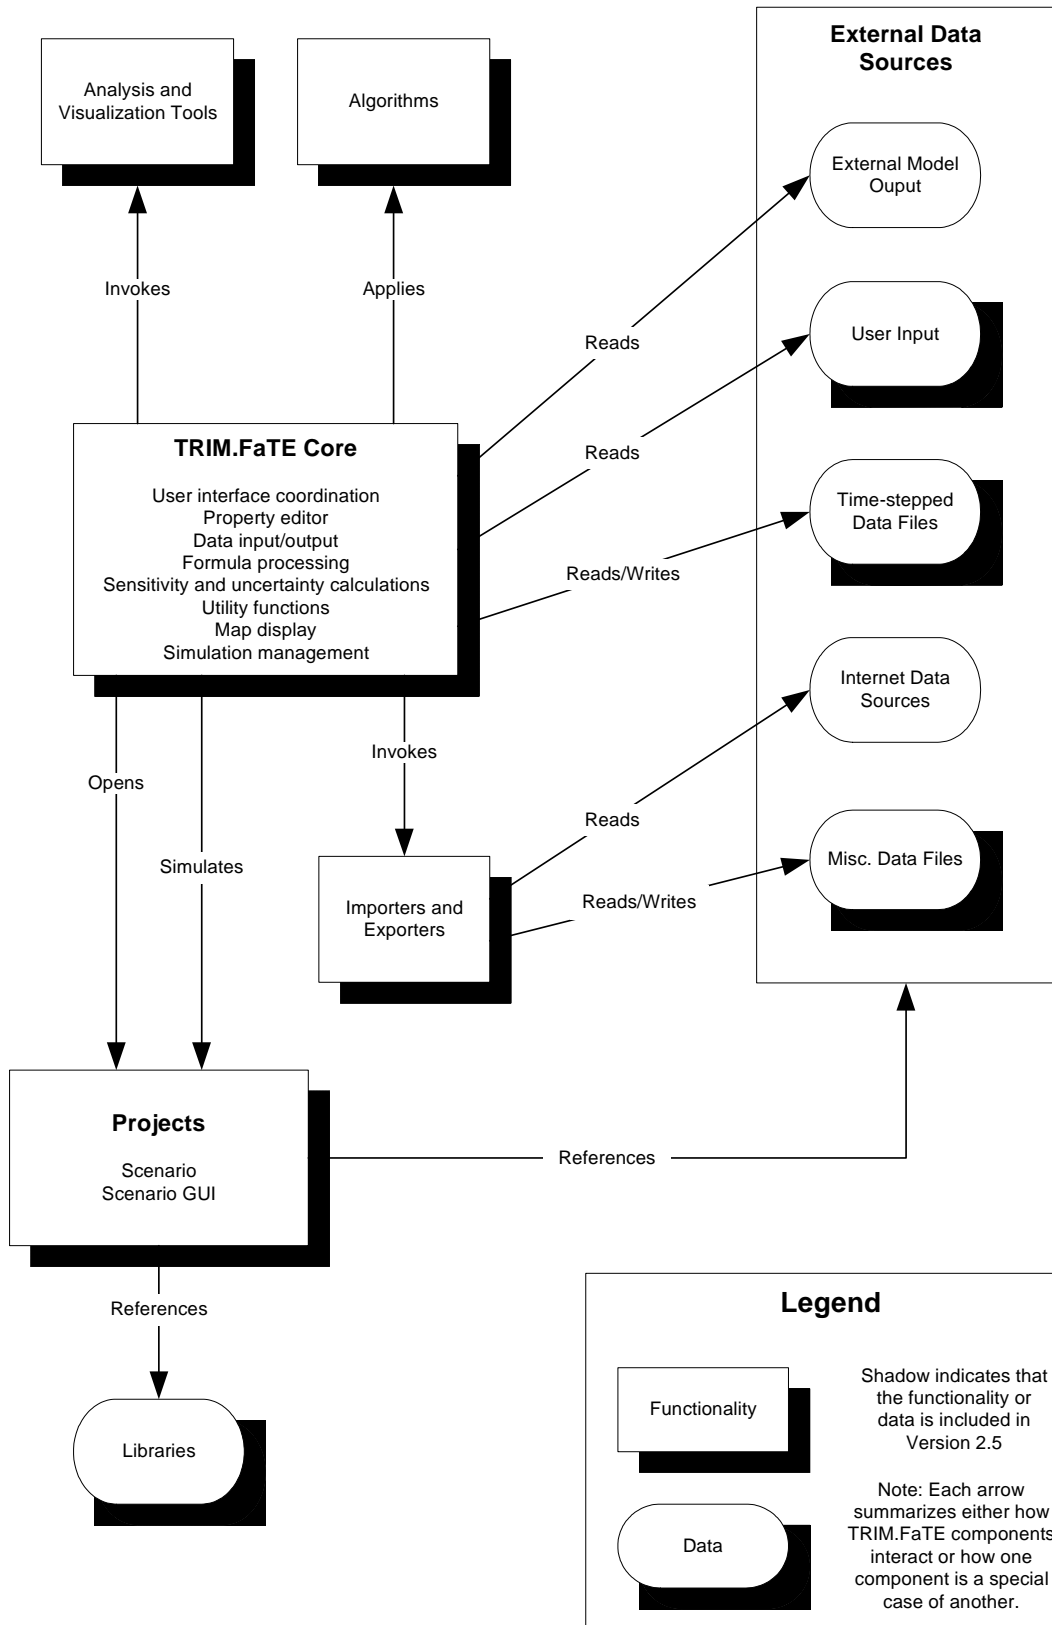 External Data
Sources
Analysis and
Visualization Tools
Algorithms
External Model
Ouput
Invokes
Applies
Reads
User Input
TRIM.FaTE Core
User interface coordination
Property editor
Data input/output
Formula processing
Sensitivity and uncertainty calculations
Utility functions
Map display
Simulation management
Reads
Time-stepped
Data Files
Reads/Writes
Internet Data
Sources
Invokes
Opens
Reads
Simulates
Misc. Data Files
Importers and
Exporters
Reads/Writes
Projects
Scenario
Scenario GUI
References
References
Libraries
Legend
Functionality
Shadow indicates that
the functionality or
data is included in
Version 2.5
Data
Note: Each arrow
summarizes either how
TRIM.FaTE components
interact or how one
component is a special
case of another.